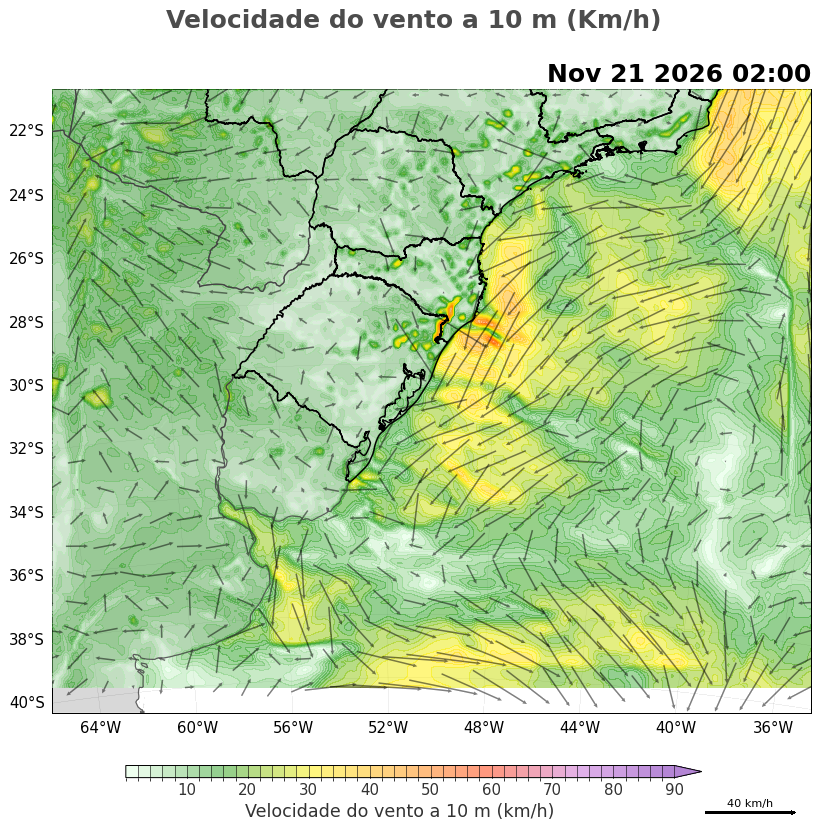 Velocidade do vento a 10 m (Km/h)
Nov 21 2026 02:00
22°S
24°S
26°S
28°S
30°S
32°S
34°S
36°S
38°S
40°S
64°W 60°W 56°W 52°W 48°W 44°W 40°W 36°W
10 20 30 40 50 60 70 80 90
Velocidade do vento a 10 m (km/h)
40 km/h